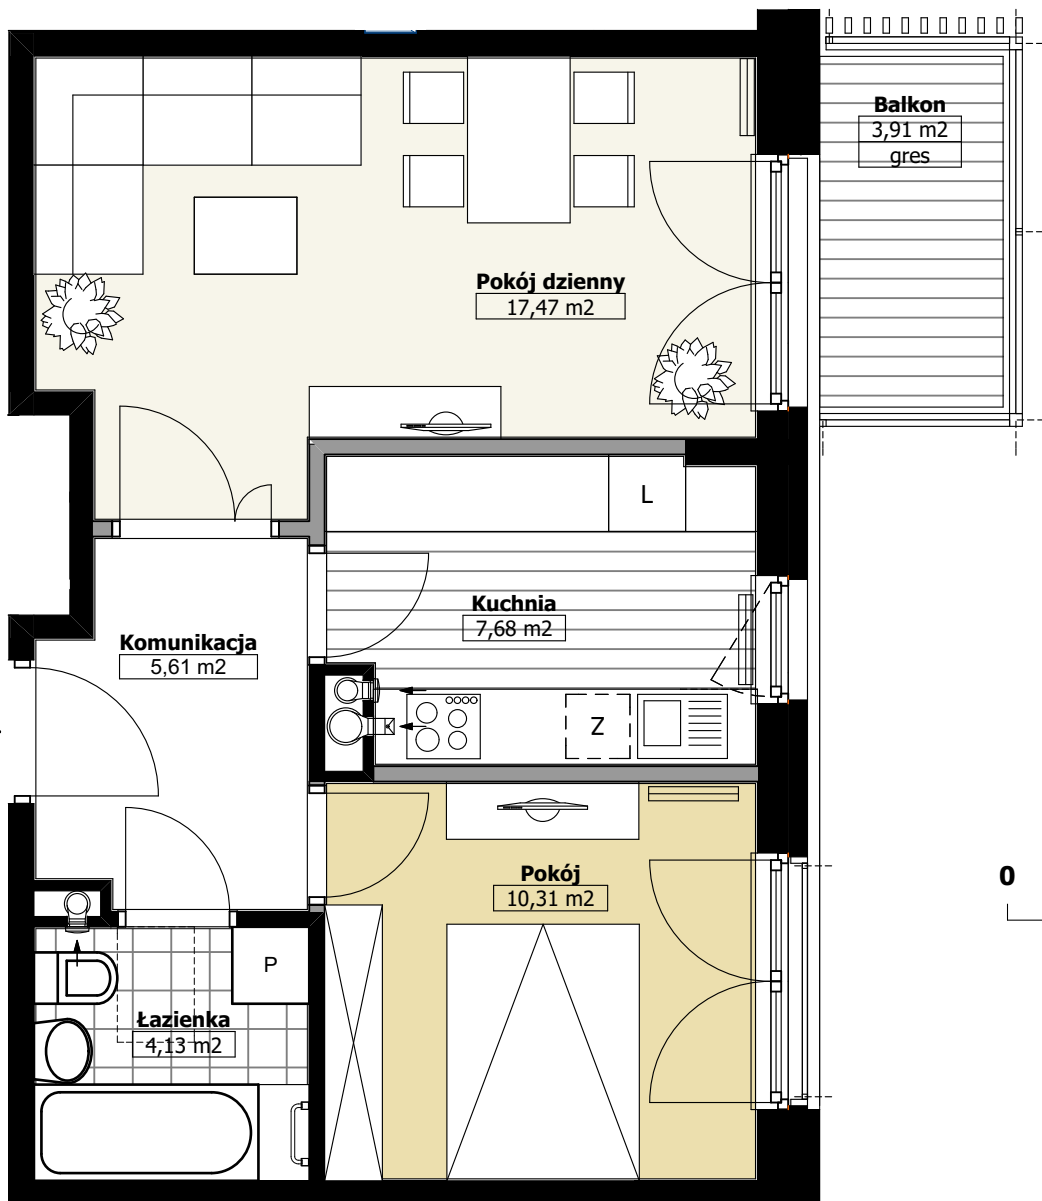 Balkon
3,91 m2
gres
Pokój dzienny
17,47 m2
L
Kuchnia
7,68 m2
Komunikacja
5,61 m2
Z
Pokój
10,31 m2
0
P
Łazienka
4,13 m2